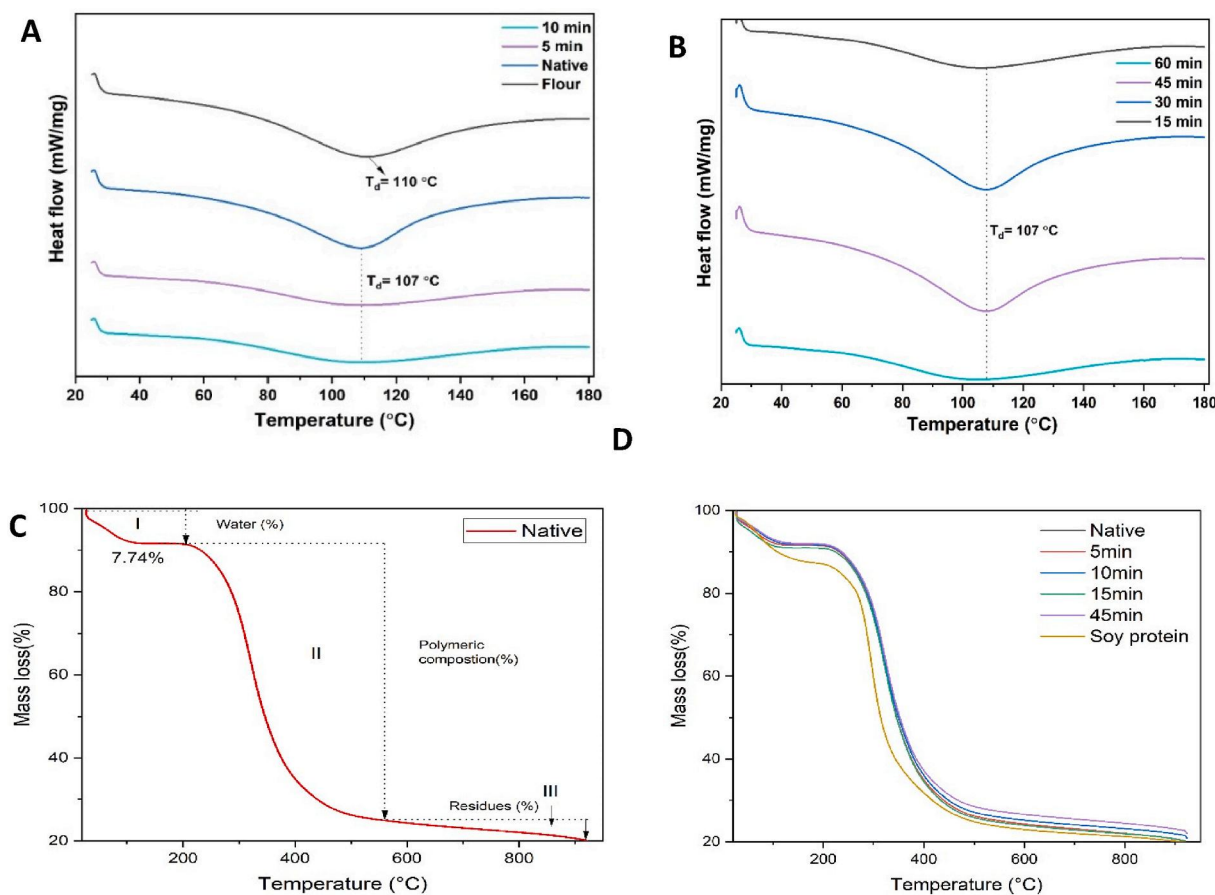 A
10 min
5 min
Native
Flour
Heat flow (mW/mg)
Td= 110 °C
Td= 107 °C
20 40 60 80 100 120 140 160 180
Temperature (°C)
B
60 min
45 min
30 min
15 min
Heat flow (mW/mg)
Td= 107 °C
20 40 60 80 100 120 140 160 180
Temperature (°C)
C
Native
I
Water (%)
7.74%
II
Polymeric
compostion(%)
III
Residues (%)
Mass loss(%)
100
80
60
40
20
200 400 600 800
Temperature (°C)
D
Native
5min
10min
15min
45min
Soy protein
Mass loss(%)
100
80
60
40
20
200 400 600 800
Temperature (°C)